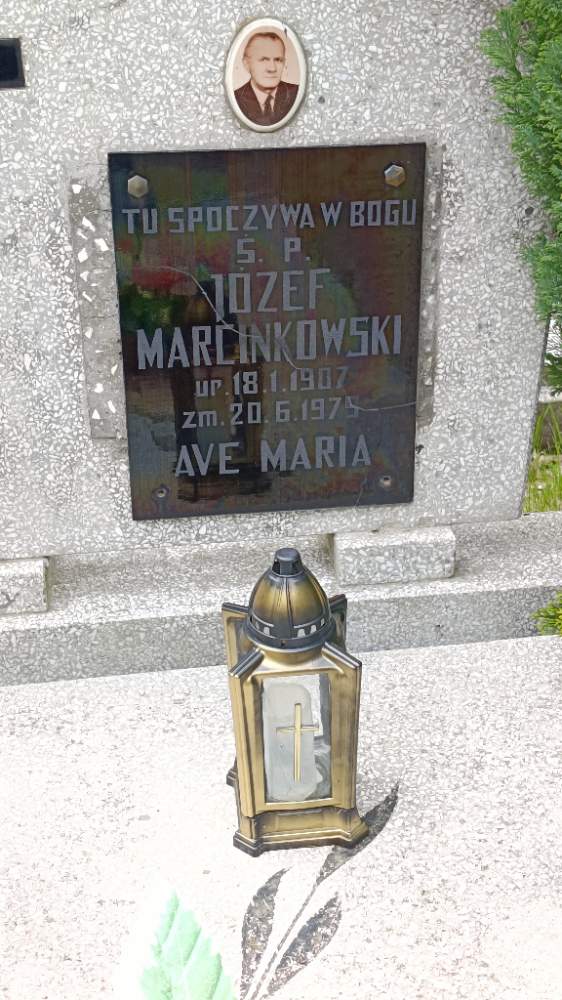 TU SPOCZYWA W BOGU
Ś. P.
JÓZEF
MARCINKOWSKI
ur. 18.1.1907
zm. 20.6.1975
AVE MARIA